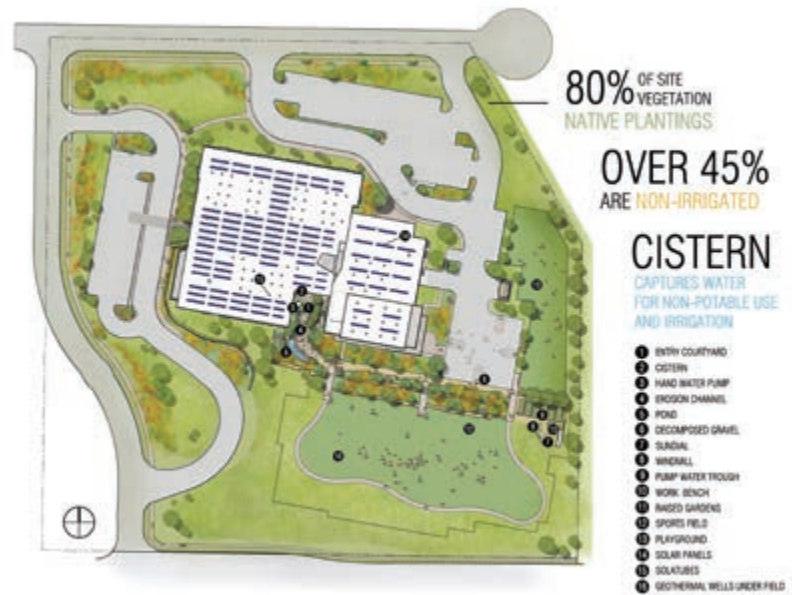 80% OF SITE
VEGETATION
NATIVE PLANTINGS
OVER 45%
ARE NON-IRRIGATED
CISTERN
CAPTURES WATER
FOR NON-POTABLE USE
AND IRRIGATION
1 ENTRY COURTYARD
2 CISTERN
3 HAND WATER PUMP
4 EROSION CHANNEL
5 POND
6 DECOMPOSED GRAVEL
7 SUNDIAL
8 WINDMILL
9 PUMP WATER TROUGH
10 WORK BENCH
11 RAISED GARDENS
12 SPORTS FIELD
13 PLAYGROUND
14 SOLAR PANELS
15 SOLATUBES
16 GEOTHERMAL WELLS UNDER FIELD